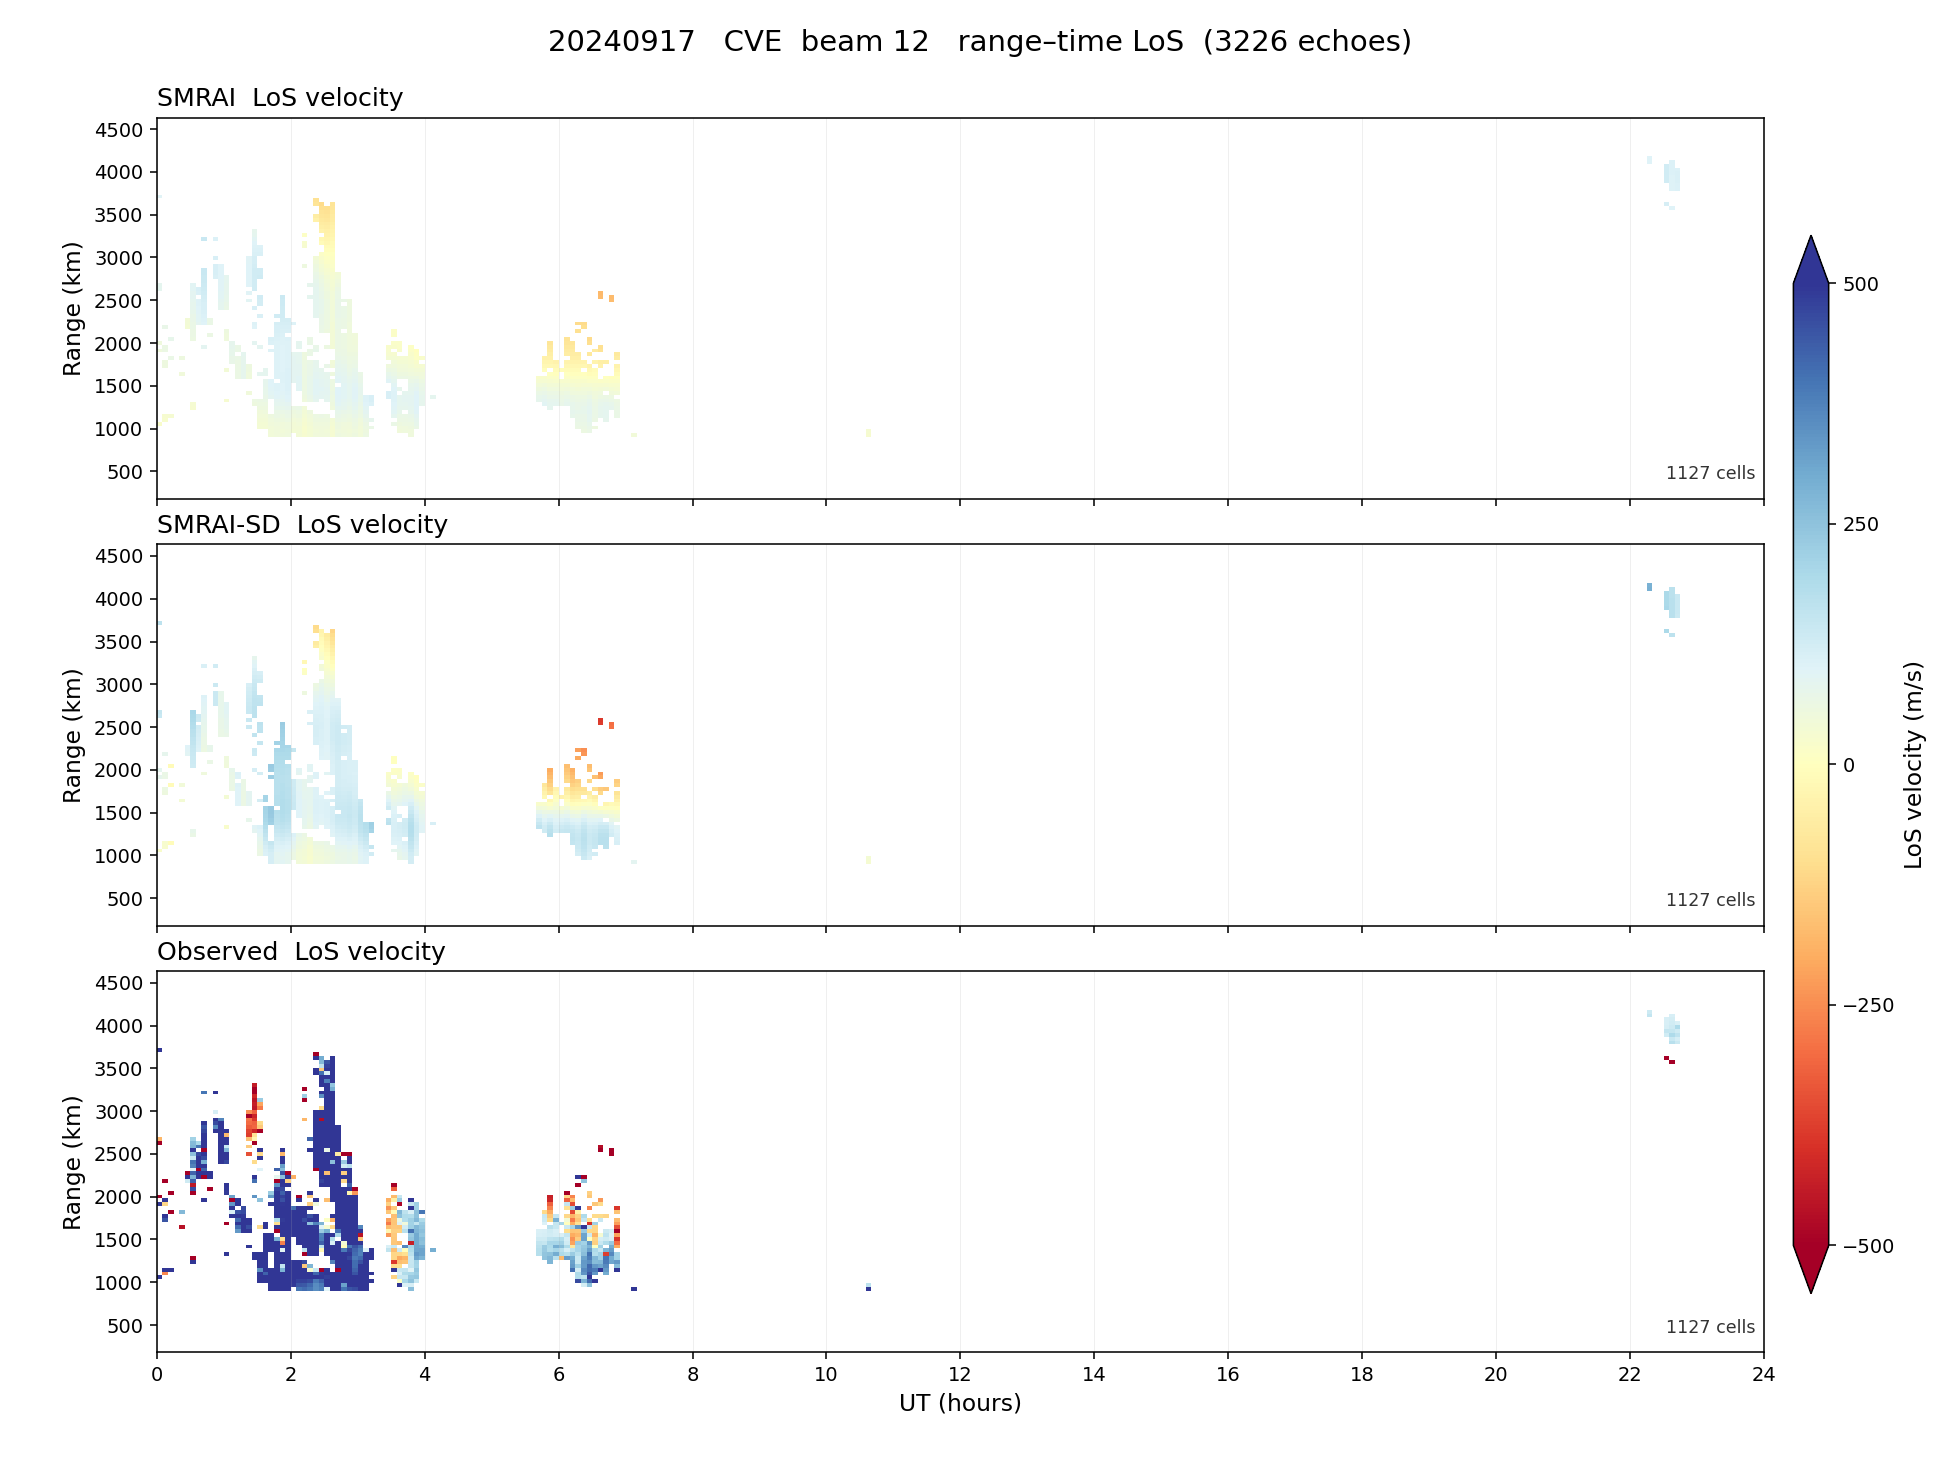 20240917   CVE  beam 12   range–time LoS  (3226 echoes)
SMRAI  LoS velocity
4500
4000
3500
3000
2500
2000
1500
1000
500
Range (km)
1127 cells
SMRAI-SD  LoS velocity
4500
4000
3500
3000
2500
2000
1500
1000
500
Range (km)
1127 cells
Observed  LoS velocity
4500
4000
3500
3000
2500
2000
1500
1000
500
Range (km)
1127 cells
0 2 4 6 8 10 12 14 16 18 20 22 24
UT (hours)
500
250
0
−250
−500
LoS velocity (m/s)